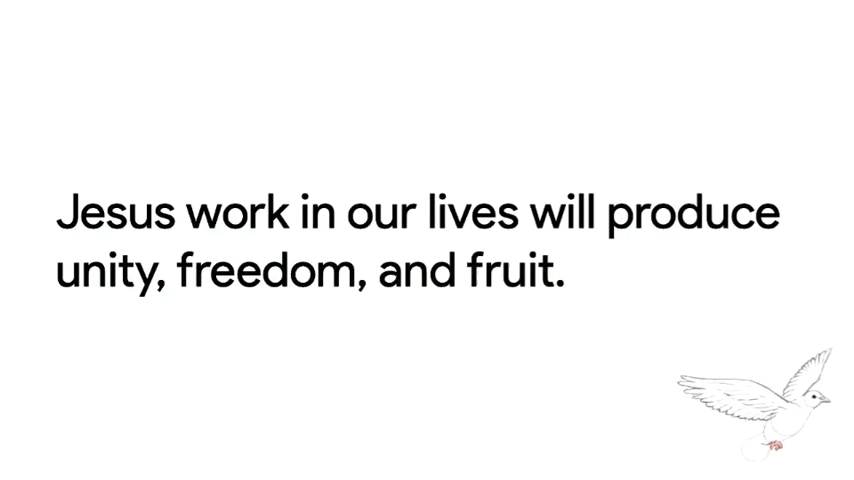 Jesus work in our lives will produce
unity, freedom, and fruit.